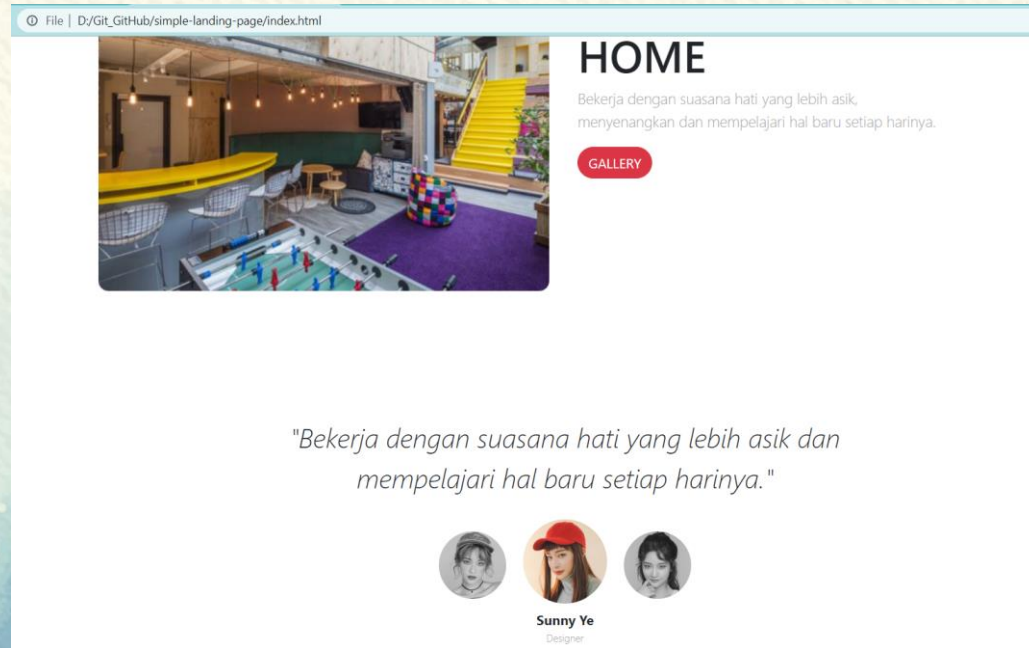 File | D:/Git_GitHub/simple-landing-page/index.html
HOME
Bekerja dengan suasana hati yang lebih asik,
menyenangkan dan mempelajari hal baru setiap harinya.
GALLERY
"Bekerja dengan suasana hati yang lebih asik dan
mempelajari hal baru setiap harinya."
Sunny Ye
Designer